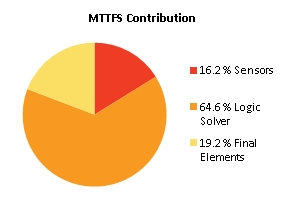 MTTFS Contribution
16.2% Sensors
64.6% Logic
Solver
19.2% Final
Elements